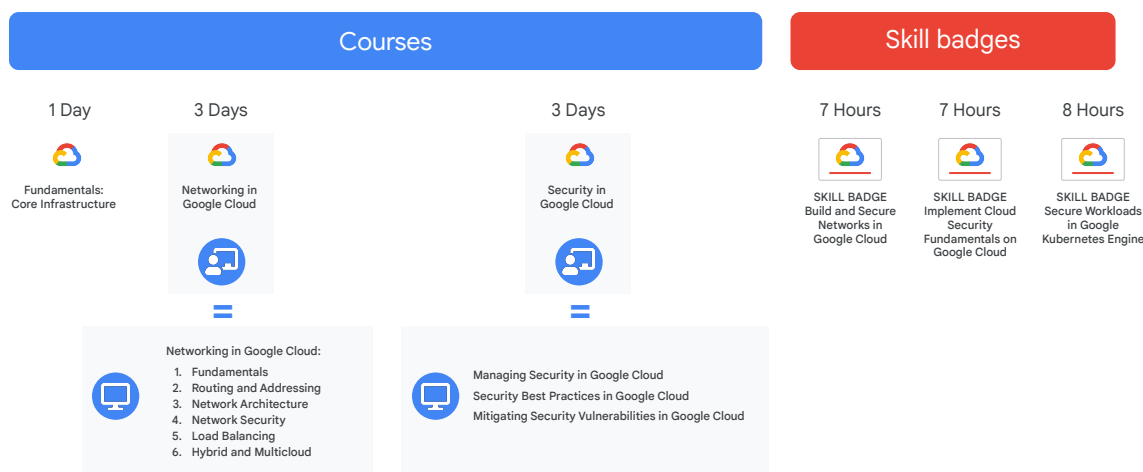 Courses
Skill badges
1 Day
3 Days
3 Days
7 Hours
7 Hours
8 Hours
Fundamentals:
Core Infrastructure
Networking in
Google Cloud
Security in
Google Cloud
SKILL BADGE
Build and Secure
Networks in
Google Cloud
SKILL BADGE
Implement Cloud
Security
Fundamentals on
Google Cloud
SKILL BADGE
Secure Workloads
in Google
Kubernetes Engine
=
=
Networking in Google Cloud:
1. Fundamentals
2. Routing and Addressing
3. Network Architecture
4. Network Security
5. Load Balancing
6. Hybrid and Multicloud
Managing Security in Google Cloud
Security Best Practices in Google Cloud
Mitigating Security Vulnerabilities in Google Cloud